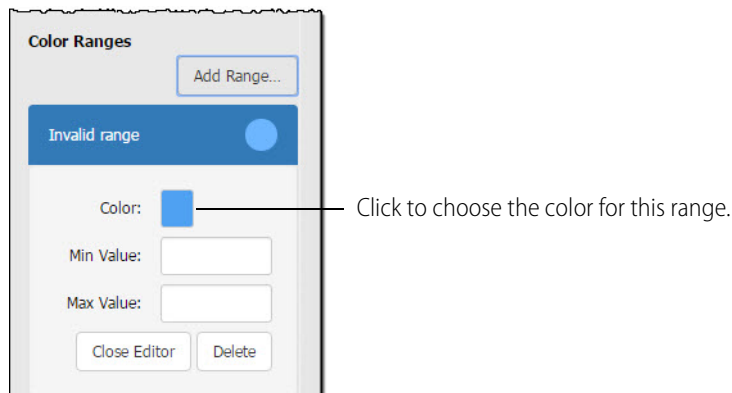 Color Ranges
Add Range...
Invalid range
Color:
Click to choose the color for this range.
Min Value:
Max Value:
Close Editor
Delete